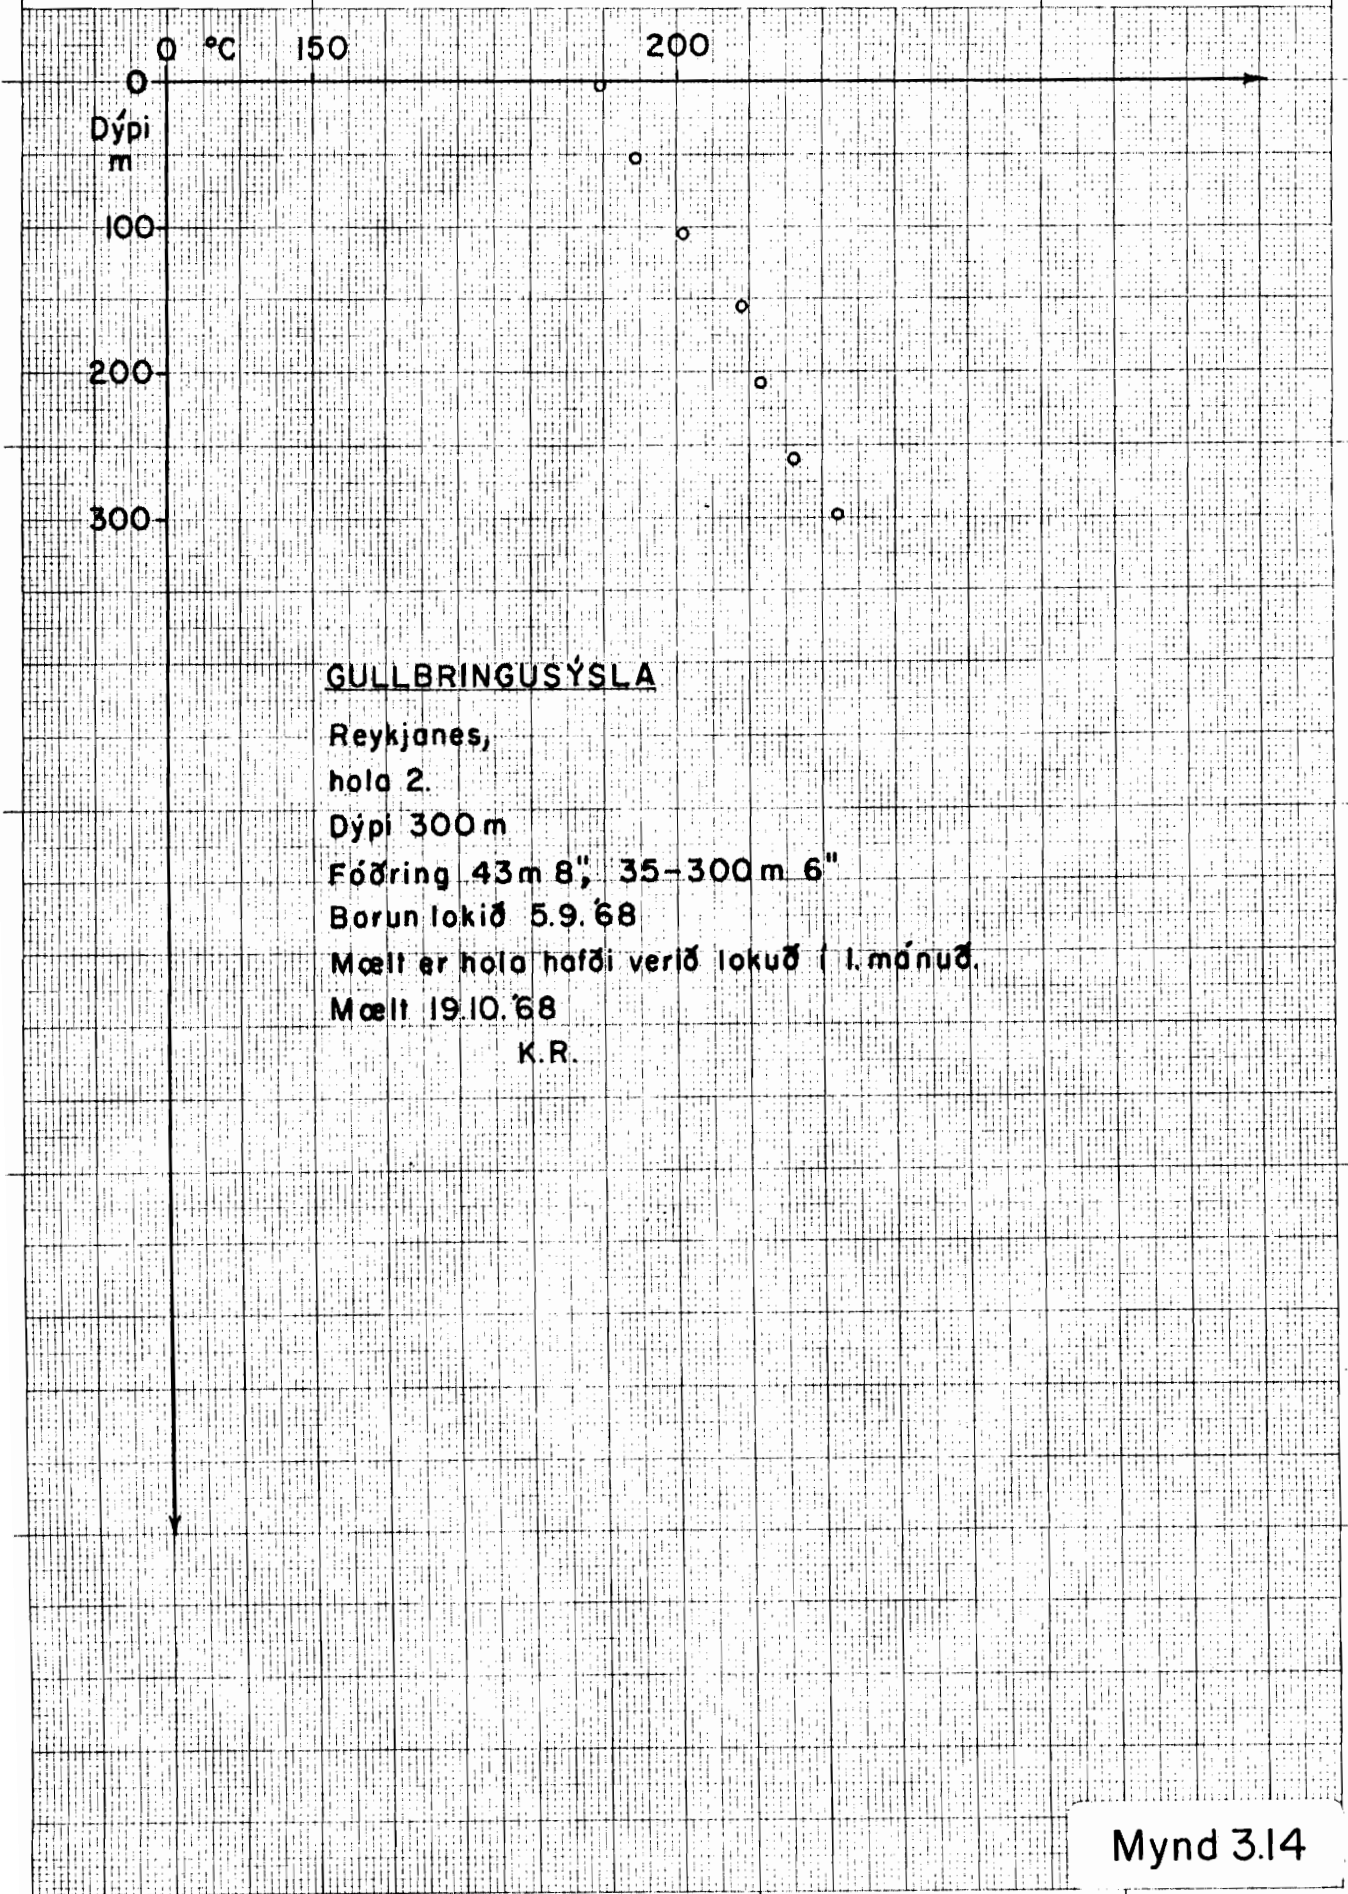 0 °C 150 200
0
Dýpi
m
100
200
300
GULLBRINGUSÝSLA
Reykjanes,
hola 2.
Dýpi 300 m
Fóðring 43 m 8", 35-300 m 6"
Borun lokið 5.9.'68
Mælt er hola hafði verið lokuð í 1. mánuð.
Mælt 19.10.'68
K.R.
Mynd 3.14